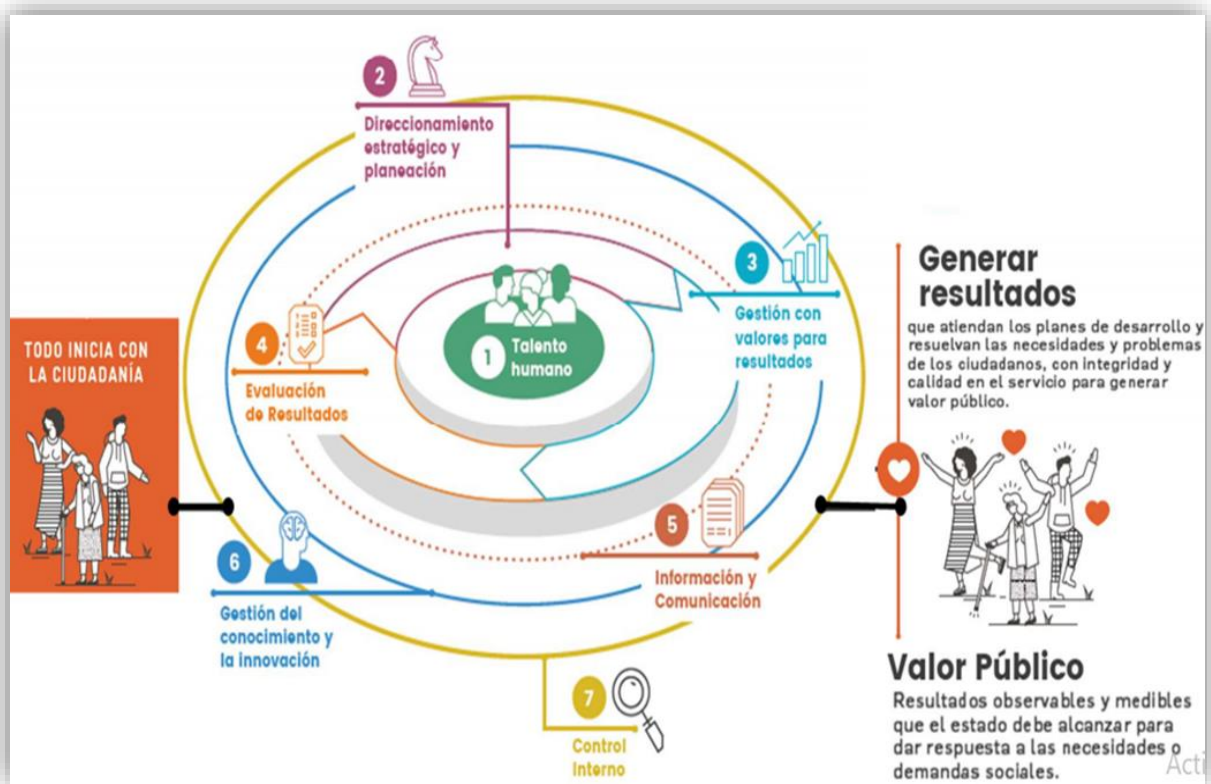 2
Direccionamiento
estratégico y
planeación
3
Gestión con
valores para
resultados
1
Talento
humano
4
Evaluación
de Resultados
5
Información y
Comunicación
6
Gestión del
conocimiento y
la innovación
7
Control
Interno
TODO INICIA CON
LA CIUDADANÍA
Generar
resultados
que atiendan los planes de desarrollo y
resuelvan las necesidades y problemas
de los ciudadanos, con integridad y
calidad en el servicio para generar
valor público.
Valor Público
Resultados observables y medibles
que el estado debe alcanzar para
dar respuesta a las necesidades o
demandas sociales.
Acti